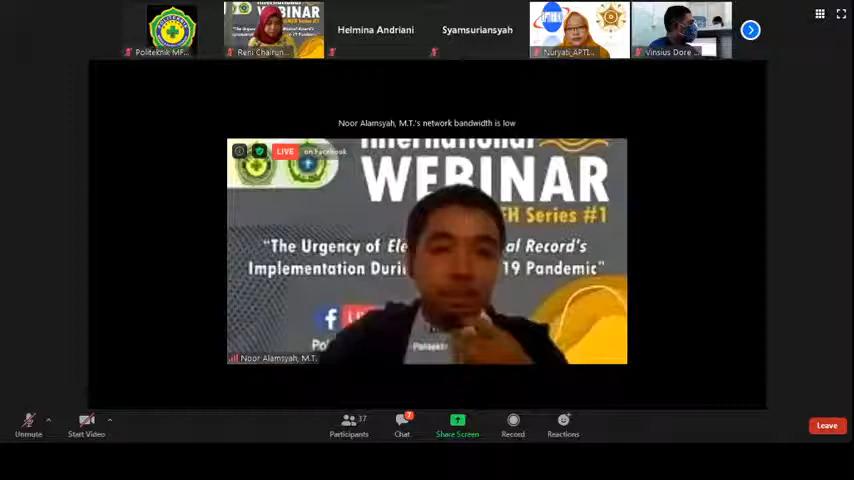 Politeknik MF...
Reni Chairun...
Helmina Andriani
Syamsuriansyah
Nuryati_APTI...
Vinsius Dore ...
Noor Alamsyah, M.T.'s network bandwidth is low
LIVE on Facebook
International
WEBINAR
Series #1
"The Urgency of Ele al Record's
Implementation Duri 19 Pandemic"
f LI
Noor Alamsyah, M.T.
Unmute
Start Video
Participants
37
Chat
7
Share Screen
Record
Reactions
Leave